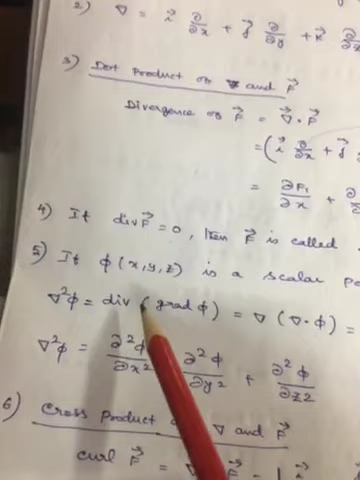 2) ∇ = i⃗ ∂/∂x + j⃗ ∂/∂y + k⃗ ∂/∂
3) Dot Product of ∇ and F⃗
Divergence of F⃗ = ∇⃗ . F⃗
= (i⃗ ∂/∂x + j⃗
= ∂F₁/∂x +
4) If div F⃗ = 0, then F⃗ is called
5) If φ(x,y,z) is a scalar po
∇²φ = div (grad φ) = ∇ (∇.φ) =
∇²φ = ∂²φ/∂x² ∂²φ/∂y² + ∂²φ/∂z²
6) Cross Product ∇ and F⃗
curl F⃗ = F⃗ = i⃗